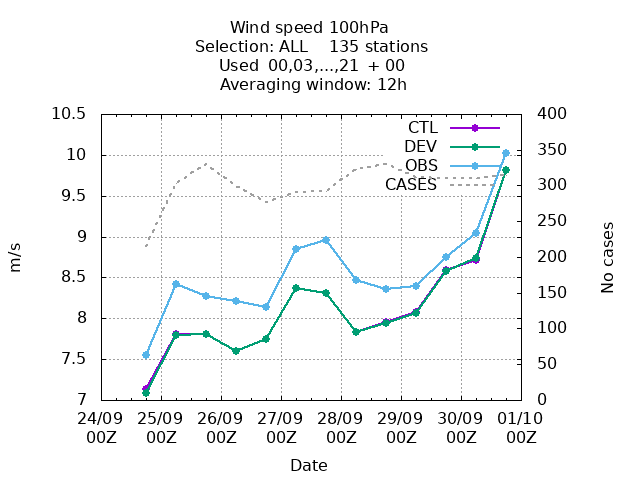 Wind speed 100hPa
Selection: ALL    135 stations
Used 00,03,...,21 + 00
Averaging window: 12h
10.5
10
9.5
9
8.5
8
7.5
7
m/s
400
350
300
250
200
150
100
50
0
No cases
CTL
DEV
OBS
CASES
24/09 25/09 26/09 27/09 28/09 29/09 30/09 01/10
00Z 00Z 00Z 00Z 00Z 00Z 00Z 00Z
Date